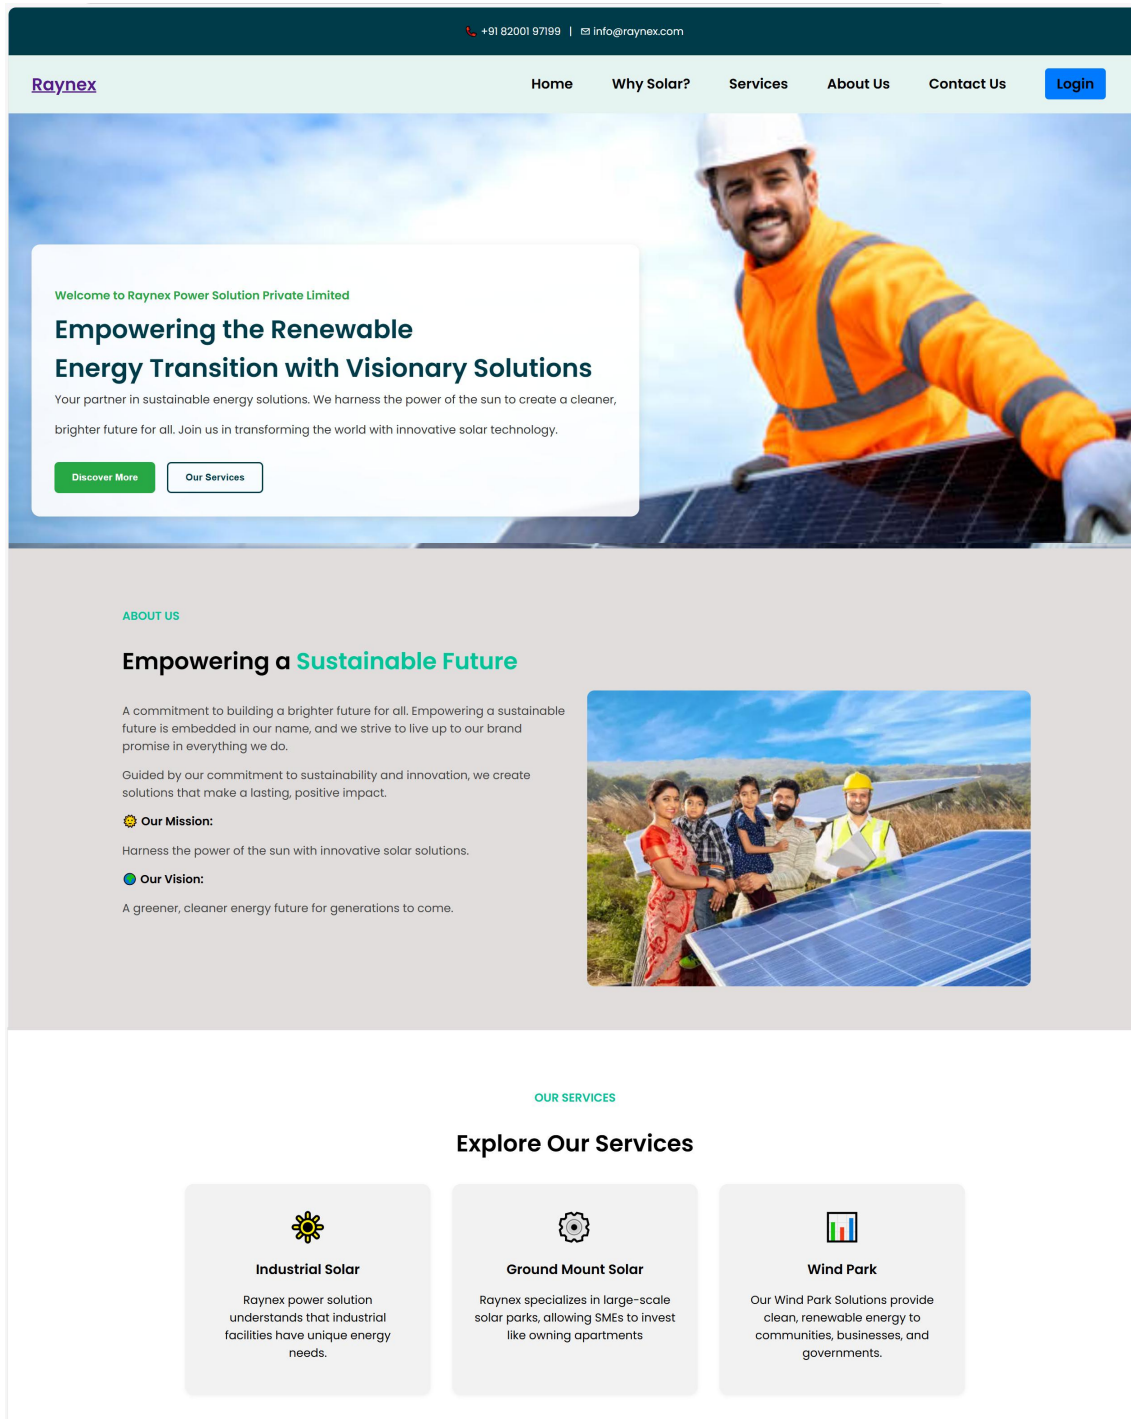 +91 82001 97199 | info@raynex.com
Raynex
Home Why Solar? Services About Us Contact Us Login
Welcome to Raynex Power Solution Private Limited
Empowering the Renewable
Energy Transition with Visionary Solutions
Your partner in sustainable energy solutions. We harness the power of the sun to create a cleaner,
brighter future for all. Join us in transforming the world with innovative solar technology.
Discover More Our Services
ABOUT US
Empowering a Sustainable Future
A commitment to building a brighter future for all. Empowering a sustainable
future is embedded in our name, and we strive to live up to our brand
promise in everything we do.
Guided by our commitment to sustainability and innovation, we create
solutions that make a lasting, positive impact.
Our Mission:
Harness the power of the sun with innovative solar solutions.
Our Vision:
A greener, cleaner energy future for generations to come.
OUR SERVICES
Explore Our Services
Industrial Solar
Raynex power solution
understands that industrial
facilities have unique energy
needs.
Ground Mount Solar
Raynex specializes in large-scale
solar parks, allowing SMEs to invest
like owning apartments
Wind Park
Our Wind Park Solutions provide
clean, renewable energy to
communities, businesses, and
governments.